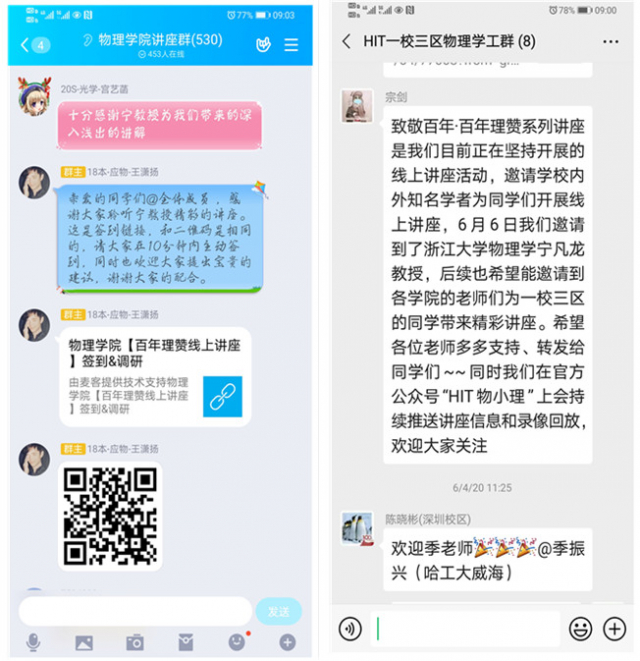 77% 09:03
4
物理学院讲座群(530)
453人在线
20S-光学-宫艺菡
十分感谢宁教授为我们带来的深
入浅出的讲解
群主 18本-应物-王潇扬
亲爱的同学们@全体成员，感
谢大家聆听宁教授精彩的讲座。
这是签到链接，和二维码是相同
的，请大家在10分钟内主动签
到，同时也欢迎大家提出宝贵的
建议，谢谢大家的配合。
群主 18本-应物-王潇扬
物理学院【百年理赞线上讲座
】签到&调研
由麦客提供技术支持物理
学院【百年理赞线上讲座
】签到&调研
群主 18本-应物-王潇扬
发送
78% 09:00
HIT一校三区物理学工群 (8)
宗剑
致敬百年·百年理赞系列讲座
是我们目前正在坚持开展的
线上讲座活动，邀请学校内
外知名学者为同学们开展线
上讲座，6月6日我们邀请
到了浙江大学物理学宁凡龙
教授，后续也希望能邀请到
各学院的老师们为一校三区
的同学带来精彩讲座。希望
各位老师多多支持、转发给
同学们~~同时我们在官方
公众号“HIT物小理”上会持
续推送讲座信息和录像回放，
欢迎大家关注
6/4/20 11:25
陈晓彬(深圳校区)
欢迎季老师🎉🎉🎉@季振
兴（哈工大威海）